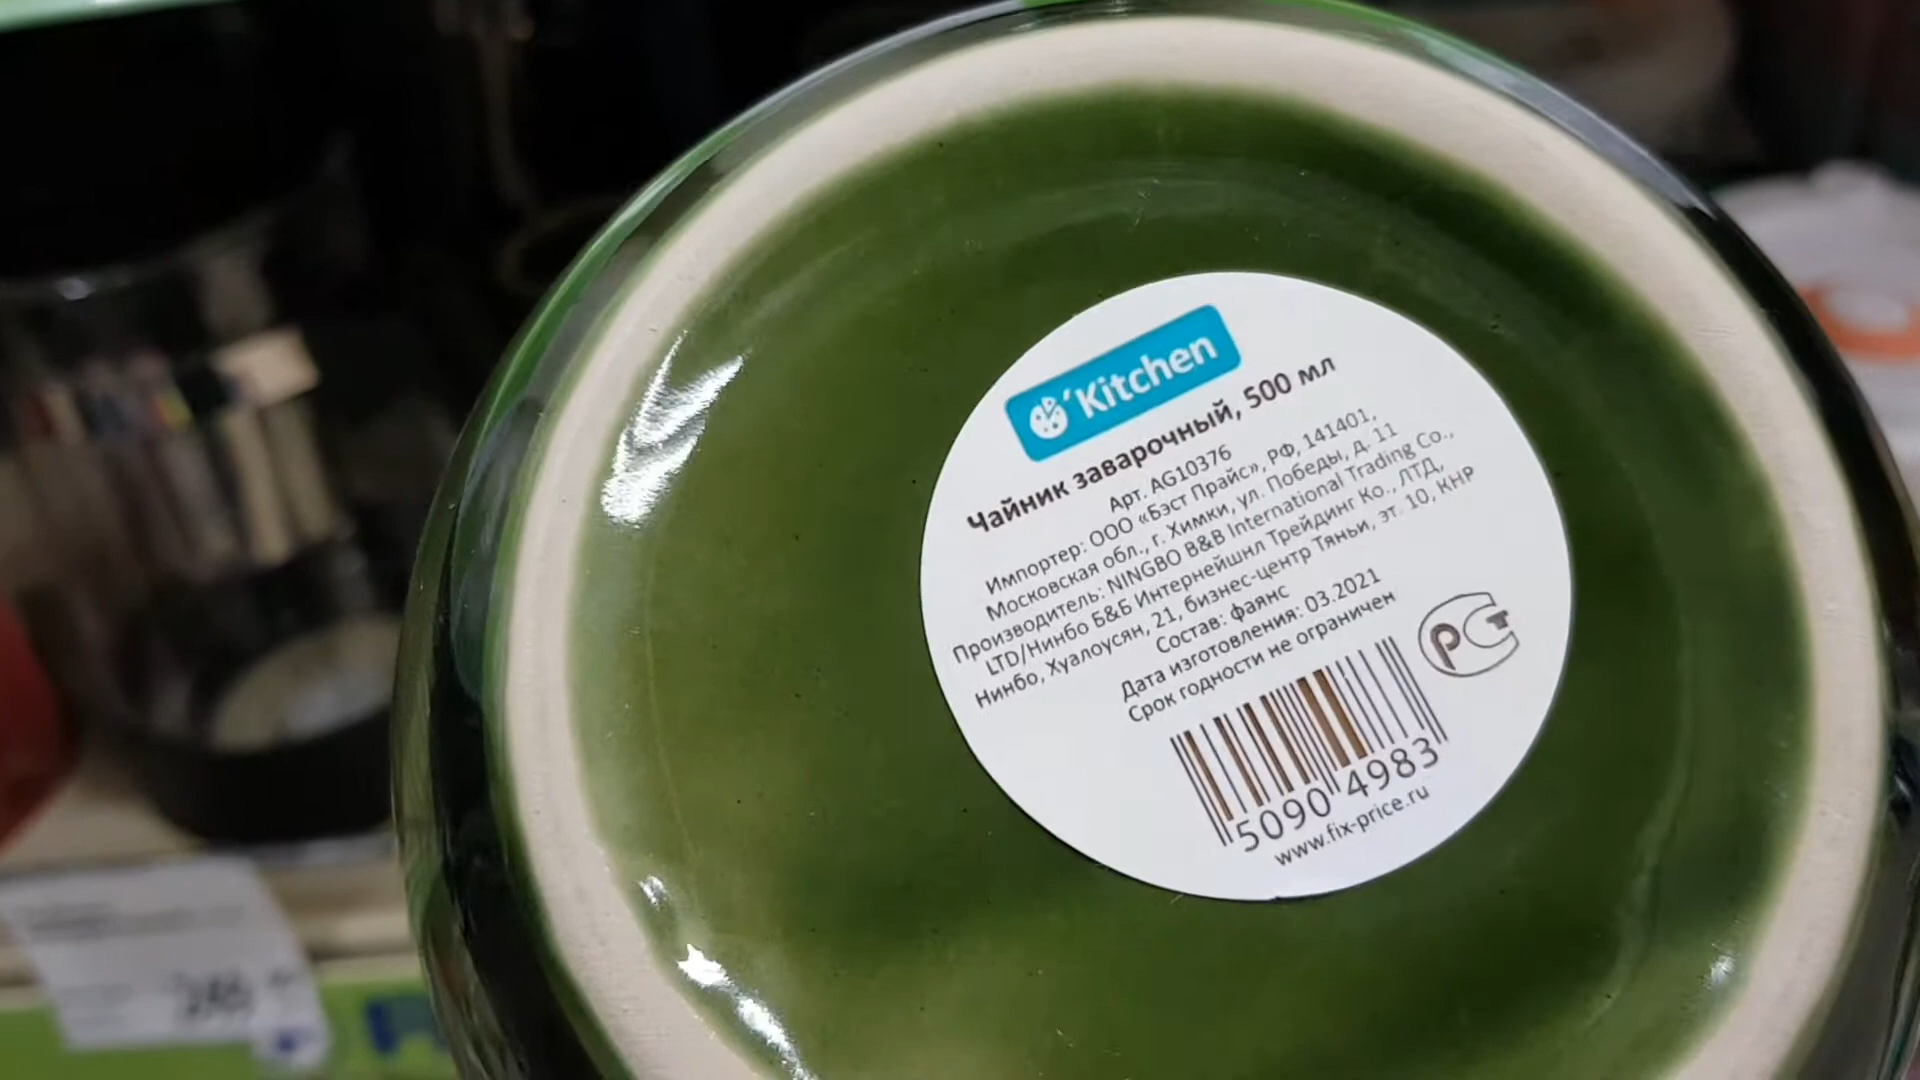 'Kitchen
Чайник заварочный, 500 мл
Арт. AG10376
Импортер: ООО «Бэст Прайс», РФ, 141401,
Московская обл., г. Химки, ул. Победы, д. 11
Производитель: NINGBO B&B International Trading Co.,
LTD/Нинбо Б&Б Интернейшнл Трейдинг Ко., ЛТД,
Нинбо, Хуалоусян, 21, бизнес-центр Тяньи, эт. 10, КНР
Состав: фаянс
Дата изготовления: 03.2021
Срок годности не ограничен
РСТ
5090 4983
www.fix-price.ru